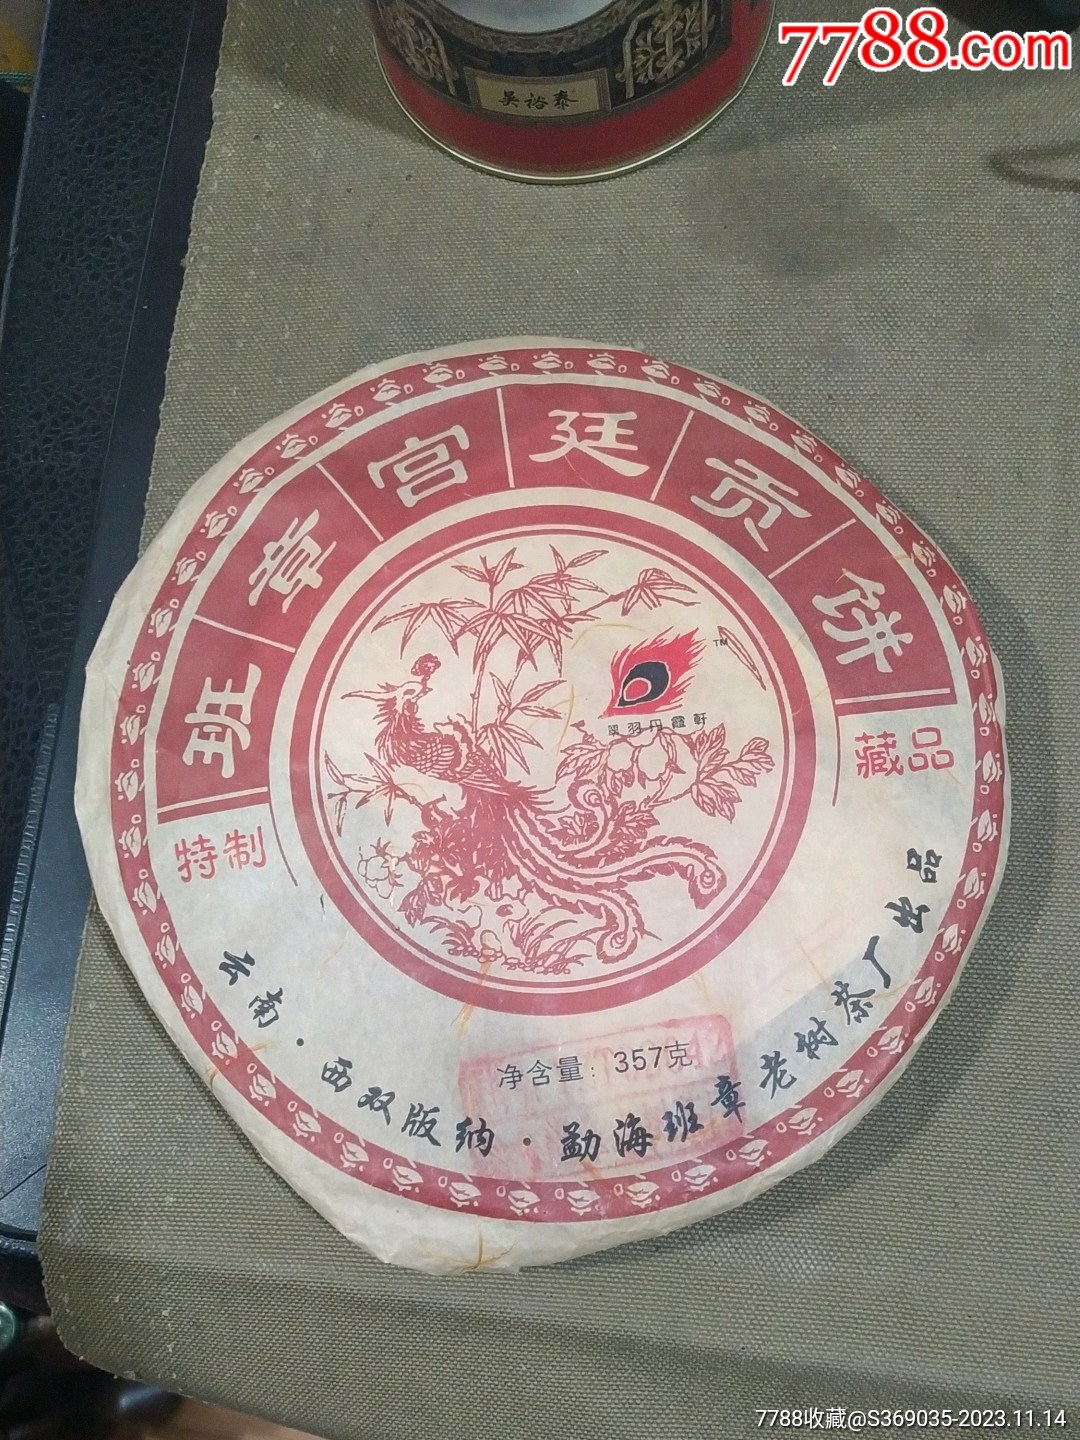 7788.com
吴裕泰
班章宫廷贡饼
TM
翠羽丹霞軒
特制
藏品
净含量：357克
云南·西双版纳·勐海班章老树茶厂出品
7788收藏@S369035-2023.11.14